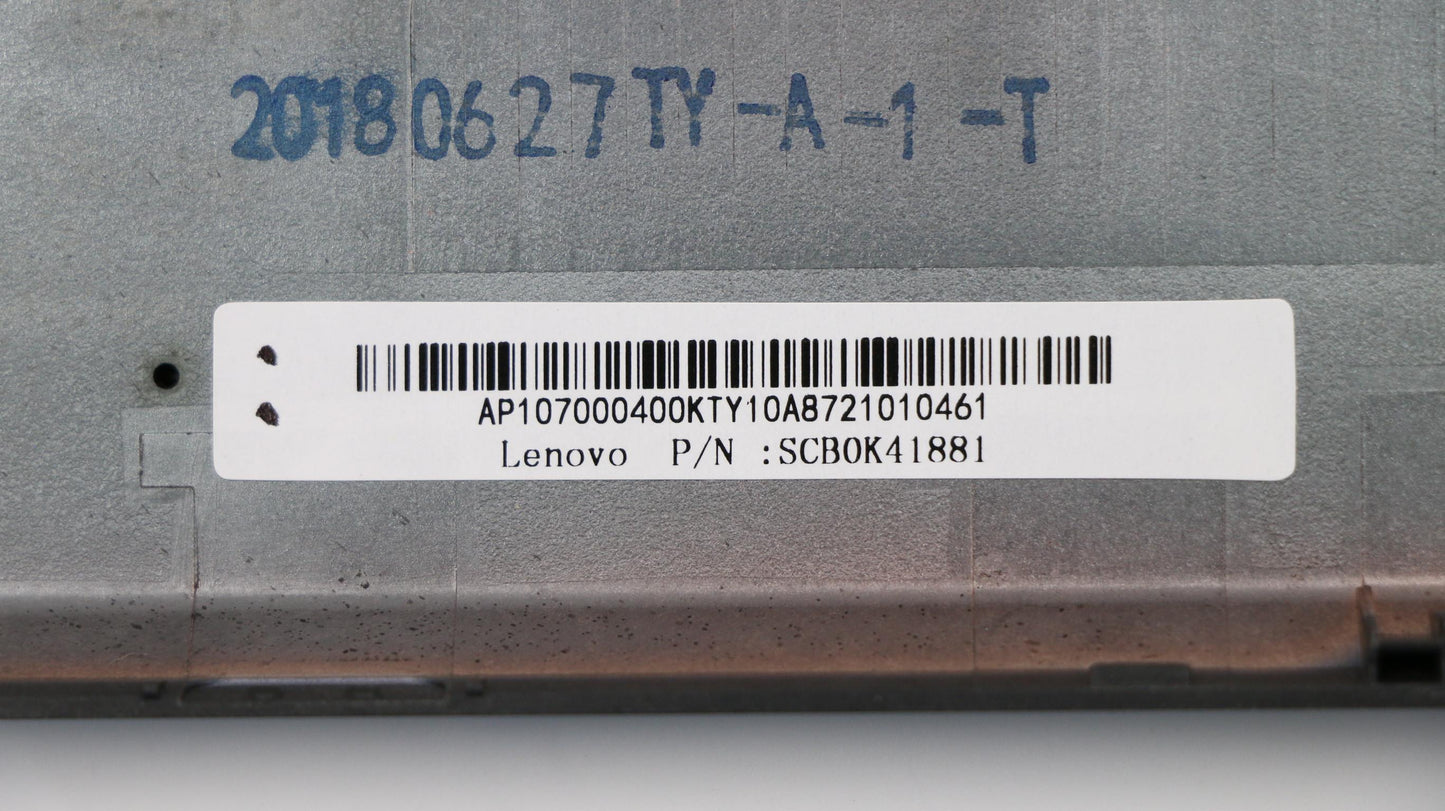 20180627TY-A-1-T
AP107000400KTY10A8721010461
Lenovo P/N :SCB0K41881